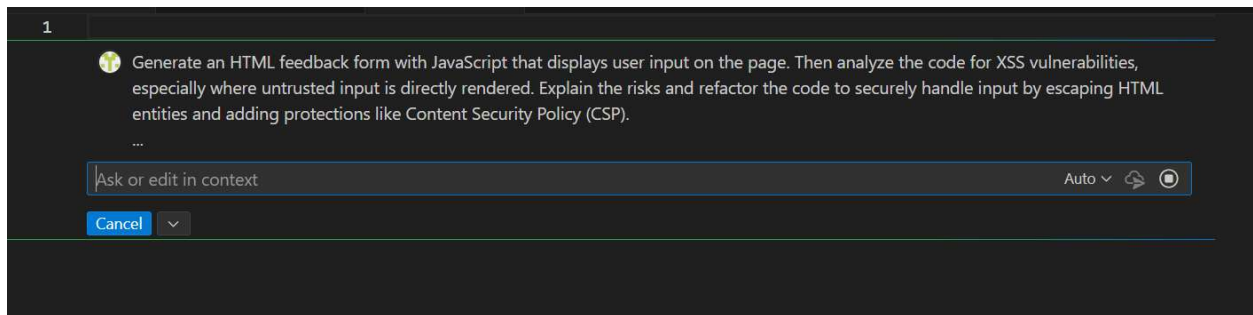 1
Generate an HTML feedback form with JavaScript that displays user input on the page. Then analyze the code for XSS vulnerabilities,
especially where untrusted input is directly rendered. Explain the risks and refactor the code to securely handle input by escaping HTML
entities and adding protections like Content Security Policy (CSP).
...
Ask or edit in context Auto
Cancel